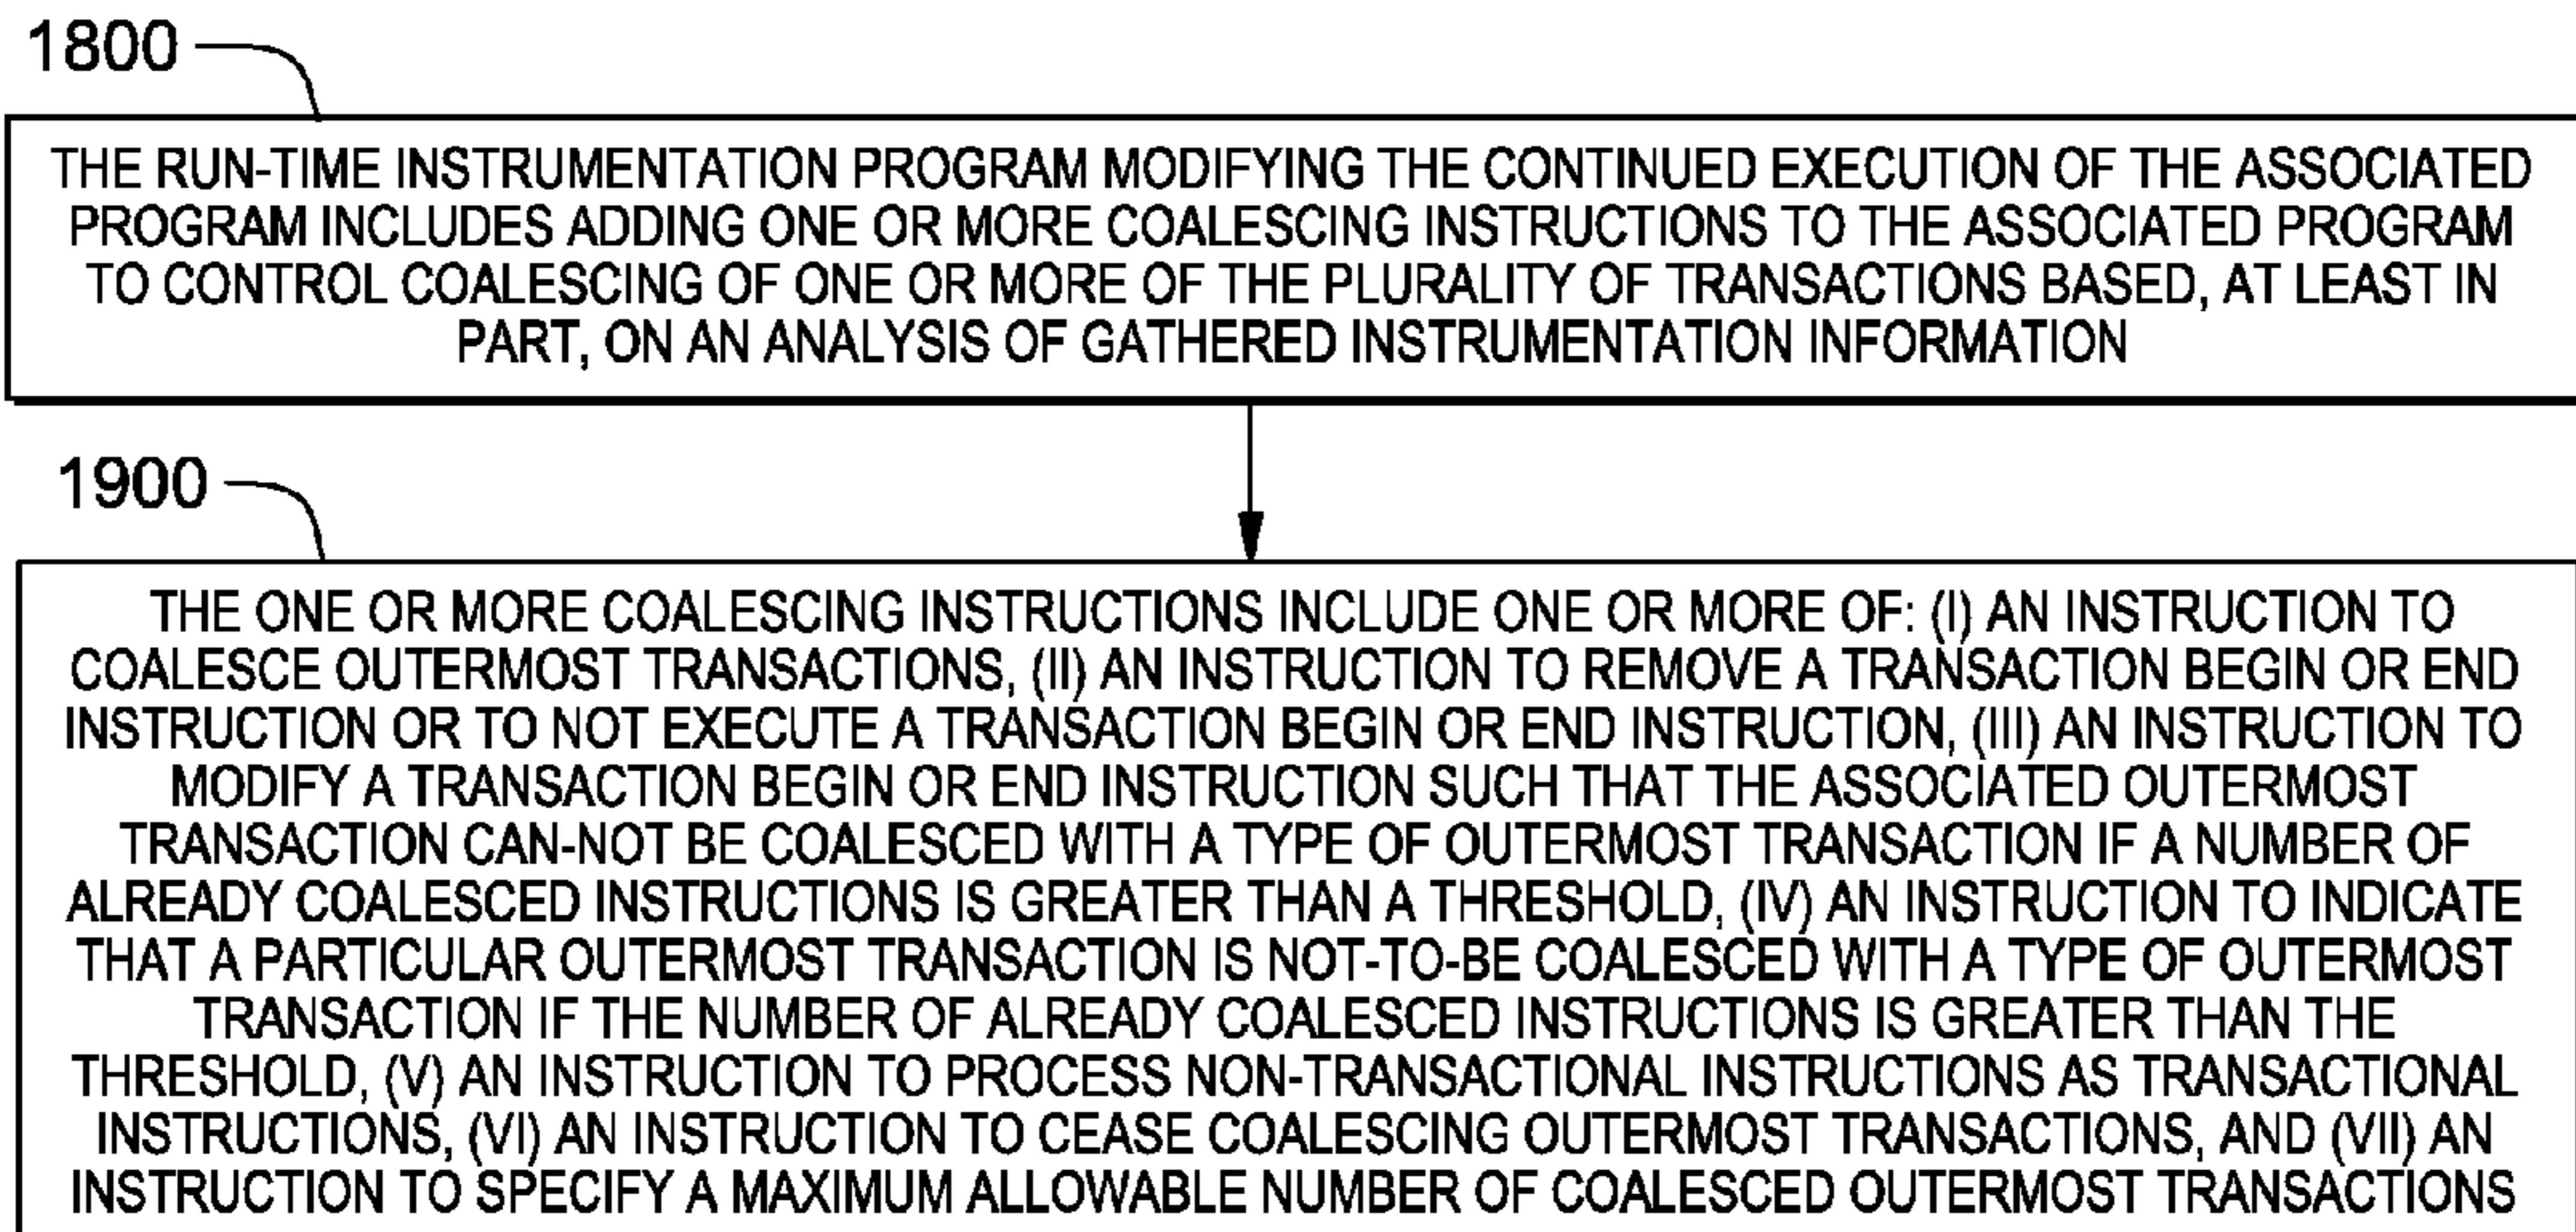 1800
THE RUN-TIME INSTRUMENTATION PROGRAM MODIFYING THE CONTINUED EXECUTION OF THE ASSOCIATED
PROGRAM INCLUDES ADDING ONE OR MORE COALESCING INSTRUCTIONS TO THE ASSOCIATED PROGRAM
TO CONTROL COALESCING OF ONE OR MORE OF THE PLURALITY OF TRANSACTIONS BASED, AT LEAST IN
PART, ON AN ANALYSIS OF GATHERED INSTRUMENTATION INFORMATION
1900
THE ONE OR MORE COALESCING INSTRUCTIONS INCLUDE ONE OR MORE OF: (I) AN INSTRUCTION TO
COALESCE OUTERMOST TRANSACTIONS, (II) AN INSTRUCTION TO REMOVE A TRANSACTION BEGIN OR END
INSTRUCTION OR TO NOT EXECUTE A TRANSACTION BEGIN OR END INSTRUCTION, (III) AN INSTRUCTION TO
MODIFY A TRANSACTION BEGIN OR END INSTRUCTION SUCH THAT THE ASSOCIATED OUTERMOST
TRANSACTION CAN-NOT BE COALESCED WITH A TYPE OF OUTERMOST TRANSACTION IF A NUMBER OF
ALREADY COALESCED INSTRUCTIONS IS GREATER THAN A THRESHOLD, (IV) AN INSTRUCTION TO INDICATE
THAT A PARTICULAR OUTERMOST TRANSACTION IS NOT-TO-BE COALESCED WITH A TYPE OF OUTERMOST
TRANSACTION IF THE NUMBER OF ALREADY COALESCED INSTRUCTIONS IS GREATER THAN THE
THRESHOLD, (V) AN INSTRUCTION TO PROCESS NON-TRANSACTIONAL INSTRUCTIONS AS TRANSACTIONAL
INSTRUCTIONS, (VI) AN INSTRUCTION TO CEASE COALESCING OUTERMOST TRANSACTIONS, AND (VII) AN
INSTRUCTION TO SPECIFY A MAXIMUM ALLOWABLE NUMBER OF COALESCED OUTERMOST TRANSACTIONS